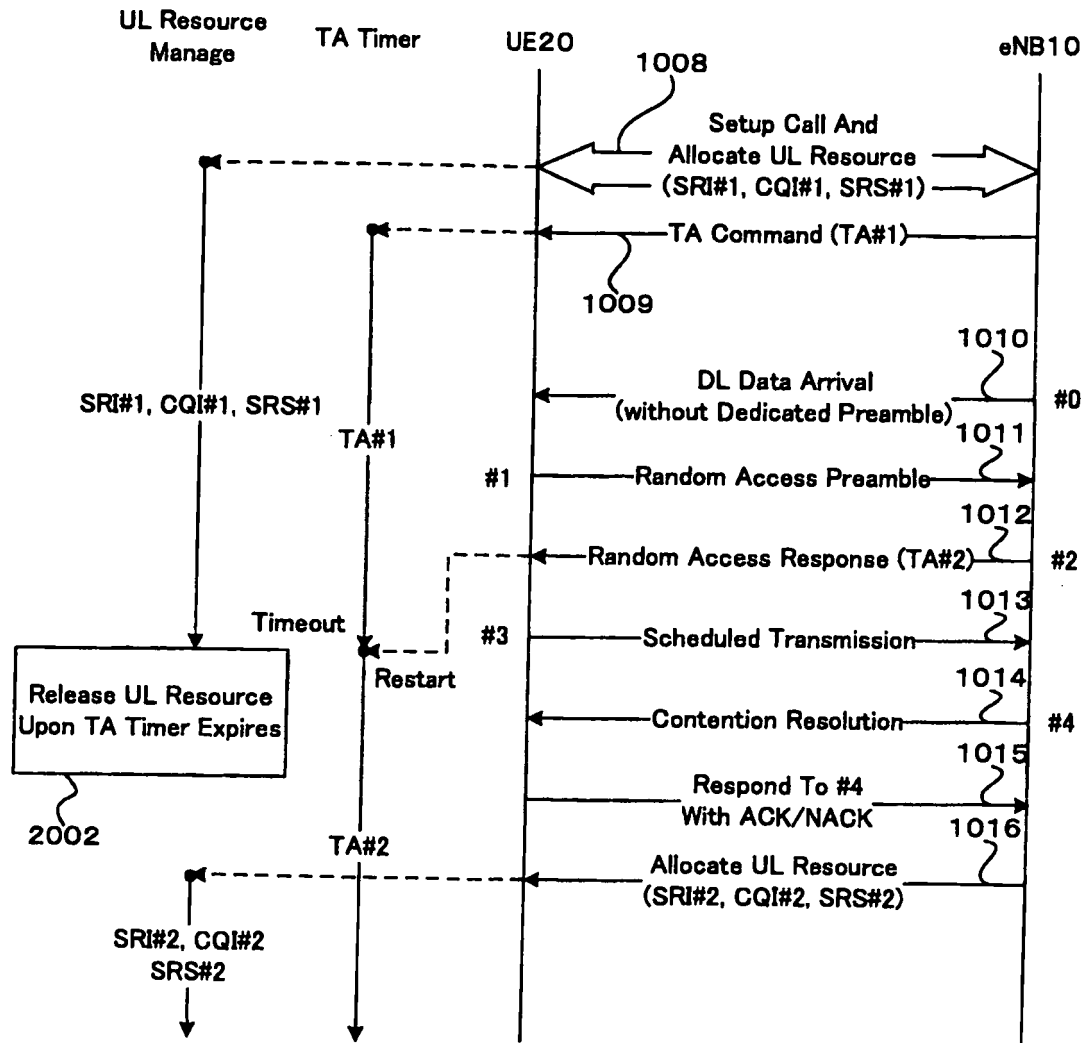 UL Resource
Manage
TA Timer
UE20
eNB10
1008
Setup Call And
Allocate UL Resource
(SRI#1, CQI#1, SRS#1)
TA Command (TA#1)
1009
1010
DL Data Arrival
(without Dedicated Preamble)
#0
SRI#1, CQI#1, SRS#1
TA#1
1011
#1
Random Access Preamble
1012
Random Access Response (TA#2)
#2
1013
Timeout
#3
Scheduled Transmission
Restart
Release UL Resource
Upon TA Timer Expires
1014
Contention Resolution
#4
1015
Respond To #4
With ACK/NACK
2002
TA#2
1016
Allocate UL Resource
(SRI#2, CQI#2, SRS#2)
SRI#2, CQI#2
SRS#2